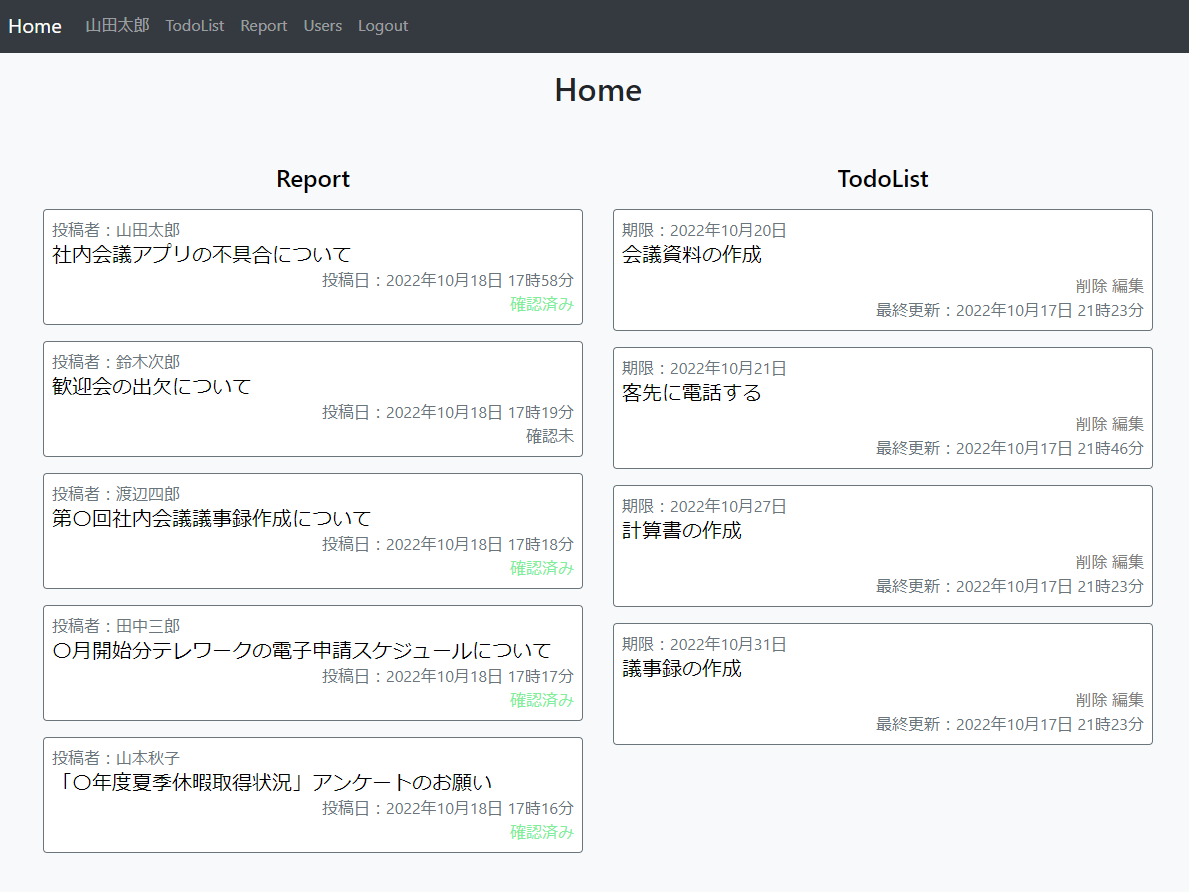 Home 山田太郎 TodoList Report Users Logout
Home
Report
投稿者：山田太郎
社内会議アプリの不具合について
投稿日：2022年10月18日 17時58分
確認済み
投稿者：鈴木次郎
歓迎会の出欠について
投稿日：2022年10月18日 17時19分
確認未
投稿者：渡辺四郎
第〇回社内会議議事録作成について
投稿日：2022年10月18日 17時18分
確認済み
投稿者：田中三郎
〇月開始分テレワークの電子申請スケジュールについて
投稿日：2022年10月18日 17時17分
確認済み
投稿者：山本秋子
「〇年度夏季休暇取得状況」アンケートのお願い
投稿日：2022年10月18日 17時16分
確認済み
TodoList
期限：2022年10月20日
会議資料の作成
削除 編集
最終更新：2022年10月17日 21時23分
期限：2022年10月21日
客先に電話する
削除 編集
最終更新：2022年10月17日 21時46分
期限：2022年10月27日
計算書の作成
削除 編集
最終更新：2022年10月17日 21時23分
期限：2022年10月31日
議事録の作成
削除 編集
最終更新：2022年10月17日 21時23分